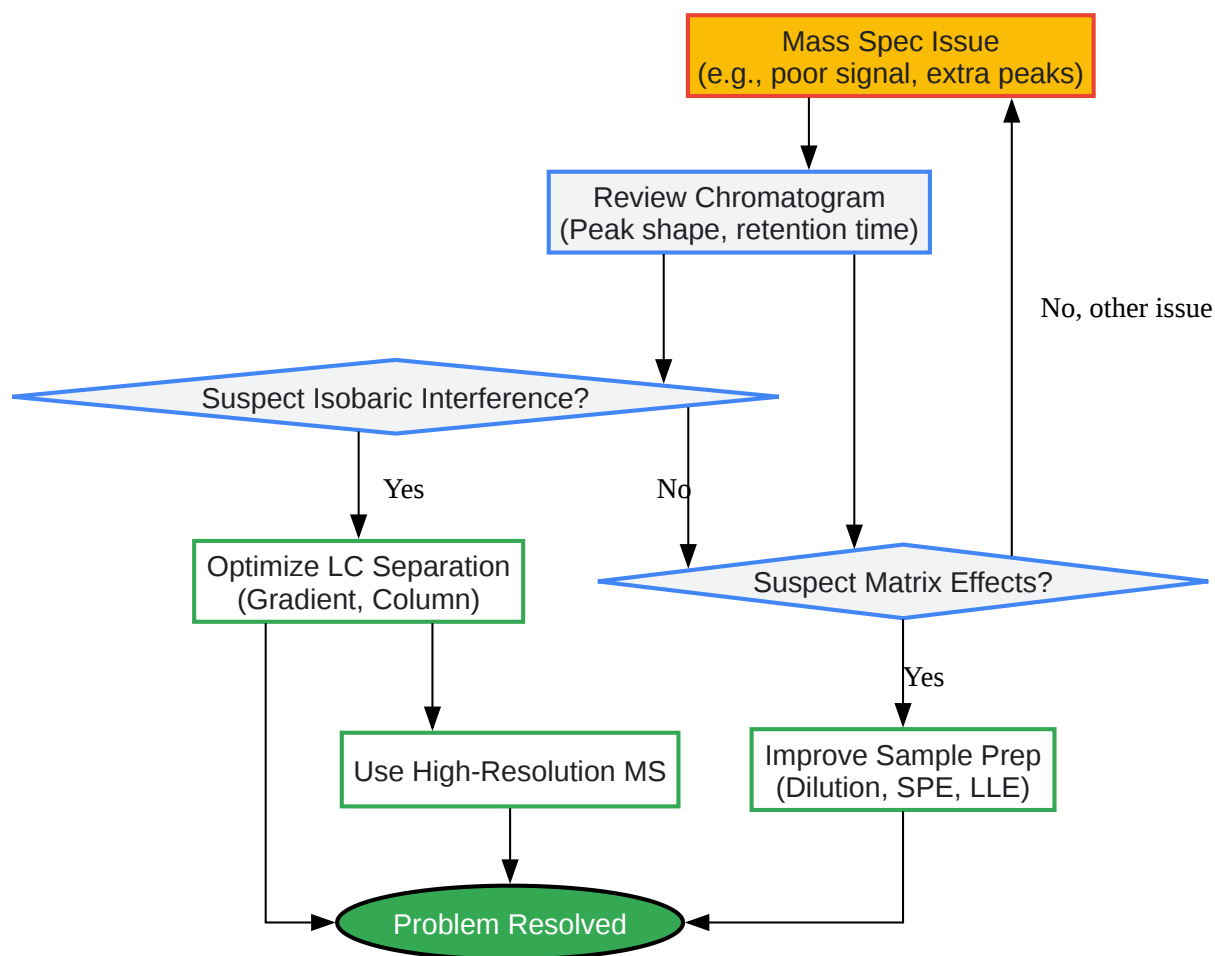 Mass Spec Issue
(e.g., poor signal, extra peaks)
Review Chromatogram
(Peak shape, retention time)
No, other issue
Suspect Isobaric Interference?
Yes
No
Optimize LC Separation
(Gradient, Column)
Suspect Matrix Effects?
Yes
Use High-Resolution MS
Improve Sample Prep
(Dilution, SPE, LLE)
Problem Resolved